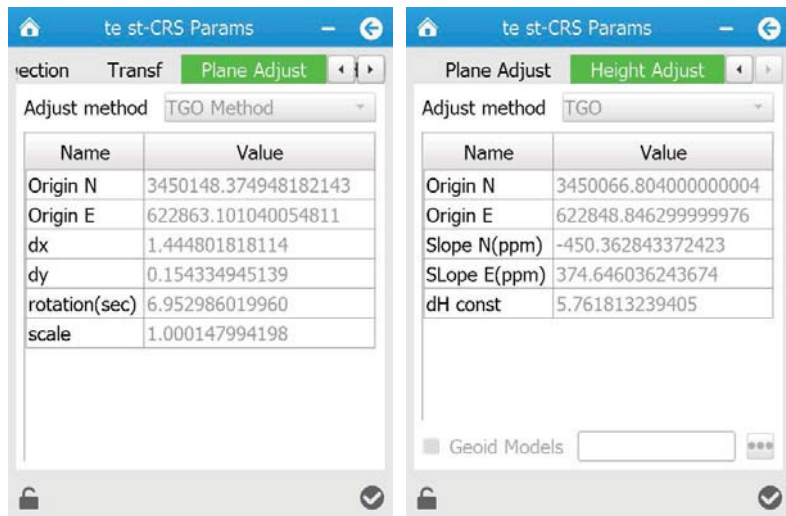 te st-CRS Params
ection Transf Plane Adjust
Adjust method TGO Method
Name Value
Origin N 3450148.374948182143
Origin E 622863.101040054811
dx 1.444801818114
dy 0.154334945139
rotation(sec) 6.952986019960
scale 1.000147994198
te st-CRS Params
Plane Adjust Height Adjust
Adjust method TGO
Name Value
Origin N 3450066.804000000004
Origin E 622848.846299999976
Slope N(ppm) -450.362843372423
SLope E(ppm) 374.646036243674
dH const 5.761813239405
Geoid Models